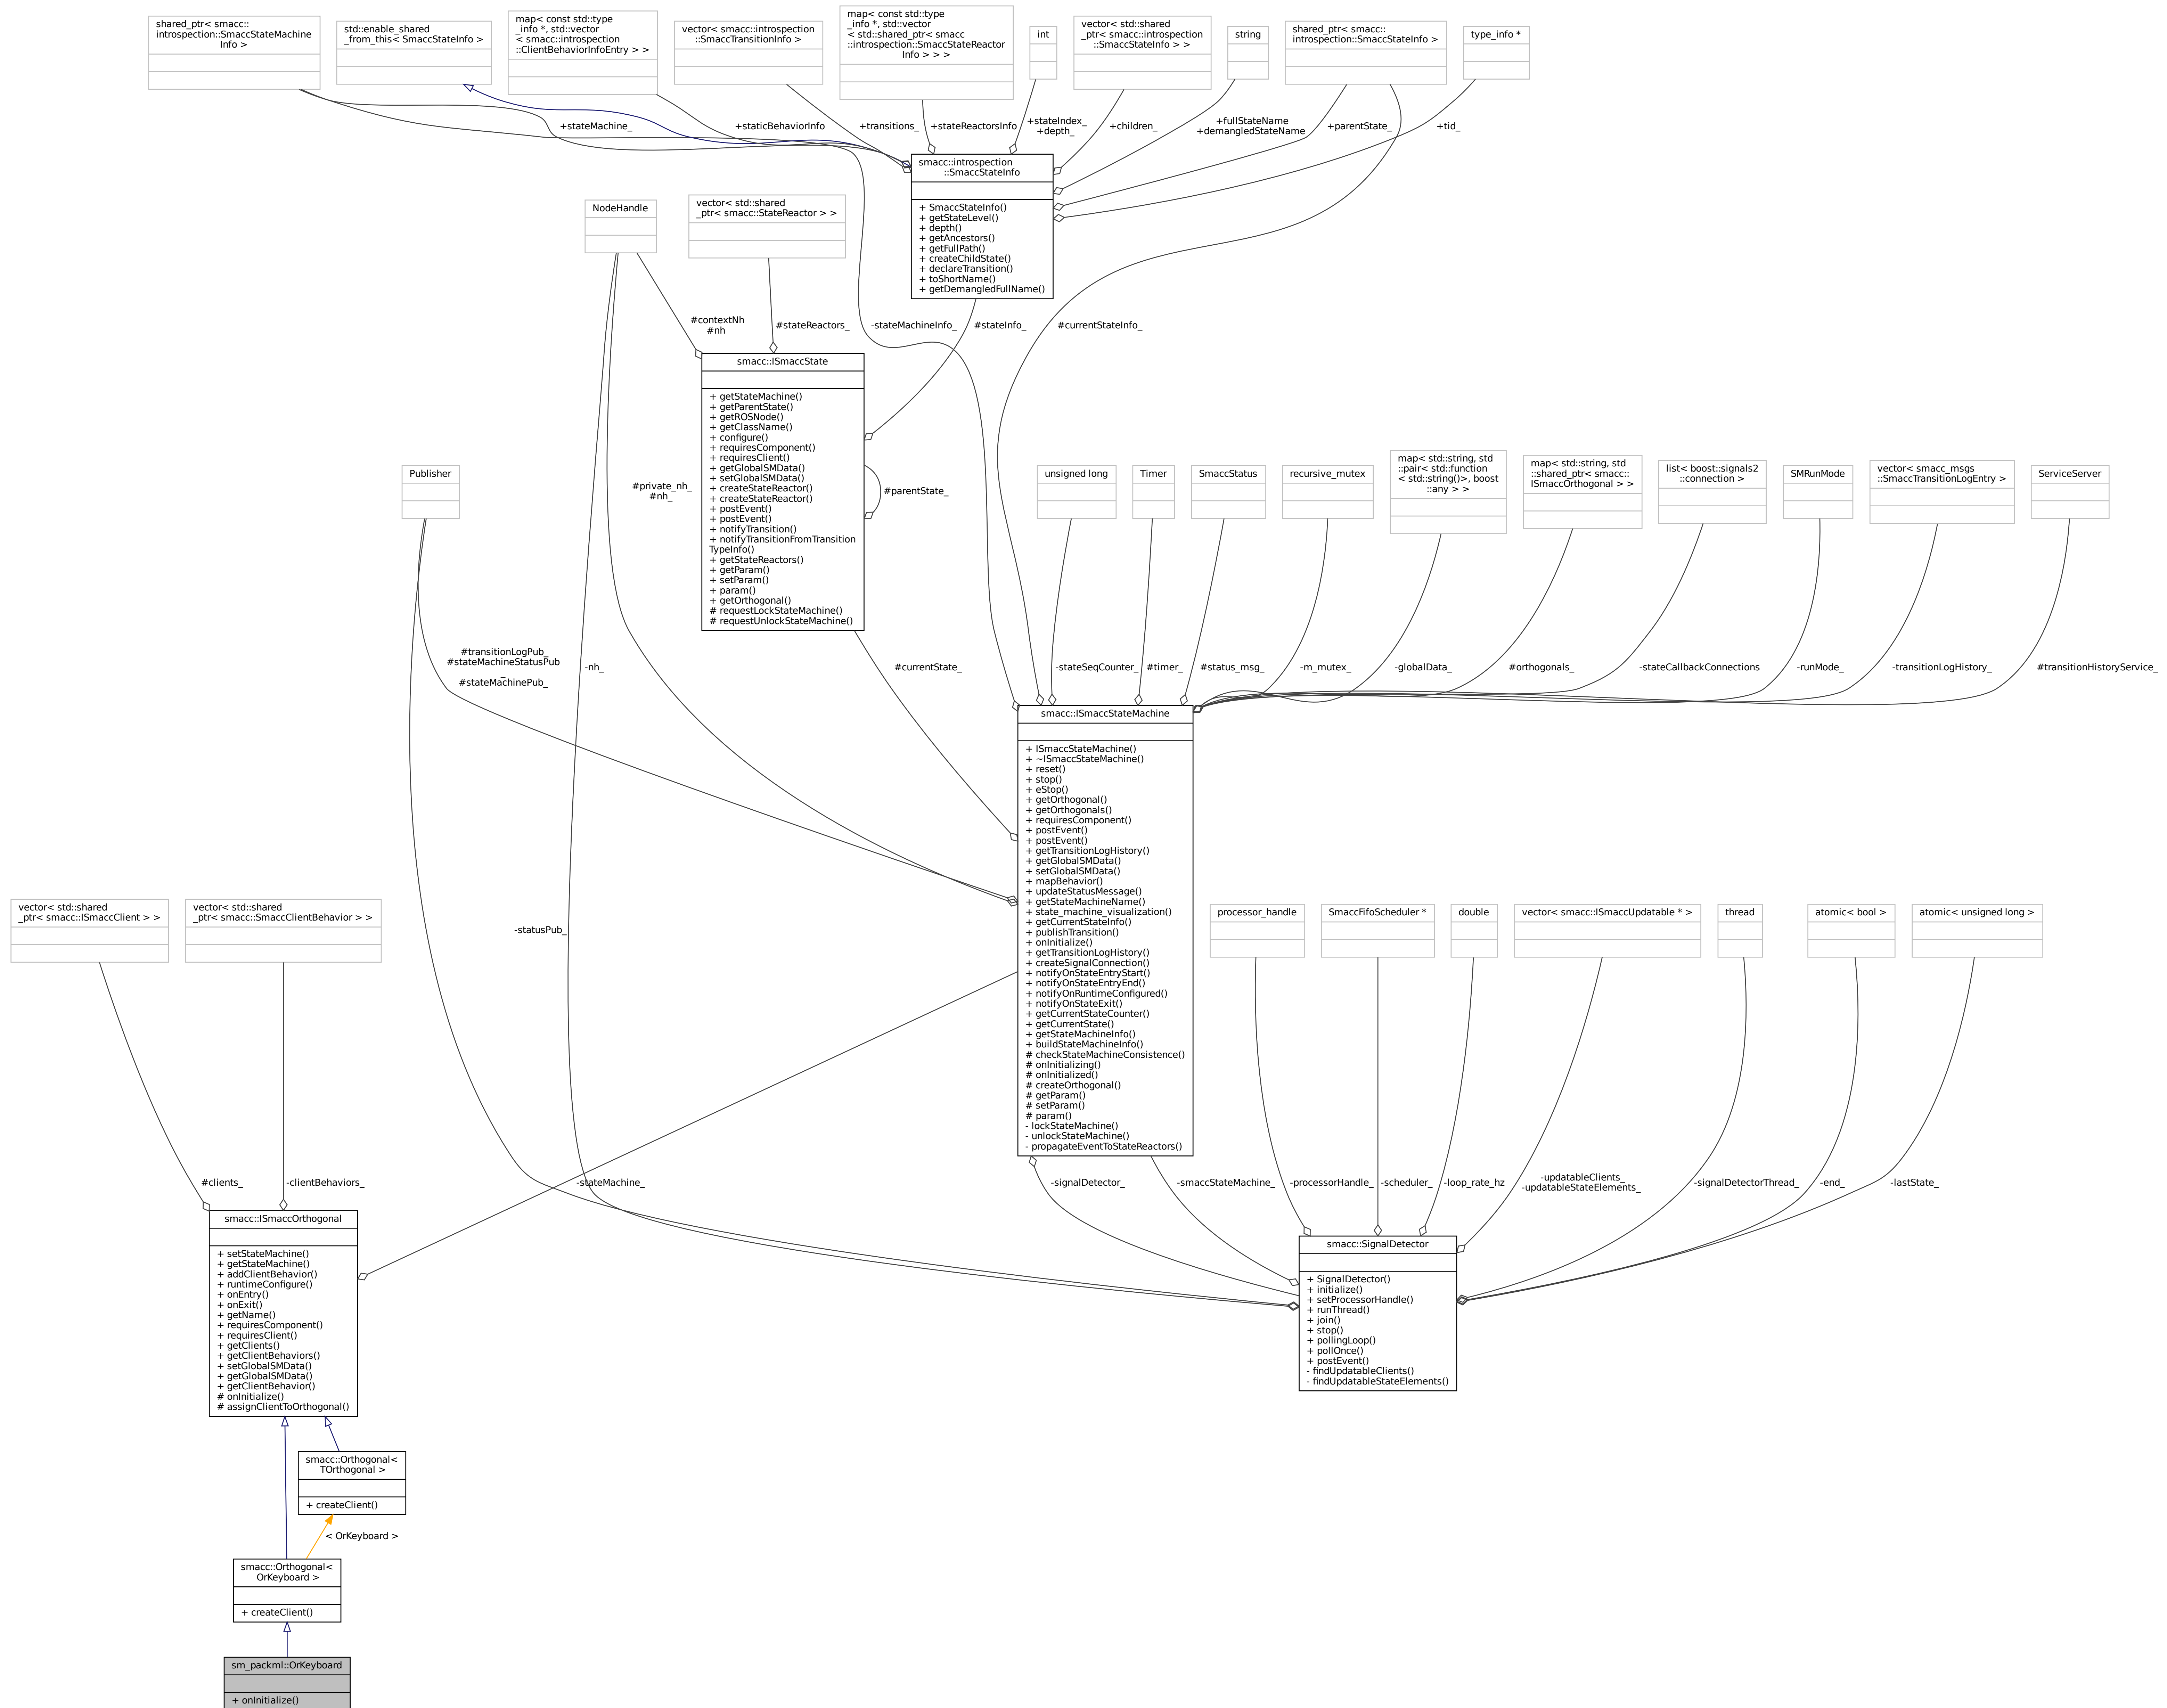 shared_ptr< smacc::
introspection::SmaccStateMachine
Info >
std::enable_shared
_from_this< SmaccStateInfo >
map< const std::type
_info *, std::vector
< smacc::introspection
::ClientBehaviorInfoEntry > >
vector< smacc::introspection
::SmaccTransitionInfo >
map< const std::type
_info *, std::vector
< std::shared_ptr< smacc
::introspection::SmaccStateReactor
Info > > >
int
vector< std::shared
_ptr< smacc::introspection
::SmaccStateInfo > >
string
shared_ptr< smacc::
introspection::SmaccStateInfo >
type_info *
+stateMachine_
+staticBehaviorInfo
+transitions_
+stateReactorsInfo
+stateIndex_
+depth_
+children_
+fullStateName
+demangledStateName
+parentState_
+tid_
smacc::introspection
::SmaccStateInfo
+ SmaccStateInfo()
+ getStateLevel()
+ depth()
+ getAncestors()
+ getFullPath()
+ createChildState()
+ declareTransition()
+ toShortName()
+ getDemangledFullName()
NodeHandle
vector< std::shared
_ptr< smacc::StateReactor > >
#contextNh
#nh
#stateReactors_
-stateMachineInfo_
#stateInfo_
#currentStateInfo_
smacc::ISmaccState
+ getStateMachine()
+ getParentState()
+ getROSNode()
+ getClassName()
+ configure()
+ requiresComponent()
+ requiresClient()
+ getGlobalSMData()
+ setGlobalSMData()
+ createStateReactor()
+ createStateReactor()
+ postEvent()
+ postEvent()
+ notifyTransition()
+ notifyTransitionFromTransition
TypeInfo()
+ getStateReactors()
+ getParam()
+ setParam()
+ param()
+ getOrthogonal()
# requestLockStateMachine()
# requestUnlockStateMachine()
#parentState_
Publisher
#private_nh_
#nh_
unsigned long
Timer
SmaccStatus
recursive_mutex
map< std::string, std
::pair< std::function
< std::string()>, boost
::any > >
map< std::string, std
::shared_ptr< smacc::
ISmaccOrthogonal > >
list< boost::signals2
::connection >
SMRunMode
vector< smacc_msgs
::SmaccTransitionLogEntry >
ServiceServer
#transitionLogPub_
#stateMachineStatusPub
_
#stateMachinePub_
-nh_
#currentState_
-stateSeqCounter_
#timer_
#status_msg_
-m_mutex_
-globalData_
#orthogonals_
-stateCallbackConnections
-runMode_
-transitionLogHistory_
#transitionHistoryService_
smacc::ISmaccStateMachine
+ ISmaccStateMachine()
+ ~ISmaccStateMachine()
+ reset()
+ stop()
+ eStop()
+ getOrthogonal()
+ getOrthogonals()
+ requiresComponent()
+ postEvent()
+ postEvent()
+ getTransitionLogHistory()
+ getGlobalSMData()
+ setGlobalSMData()
+ mapBehavior()
+ updateStatusMessage()
+ getStateMachineName()
+ state_machine_visualization()
+ getCurrentStateInfo()
+ publishTransition()
+ onInitialize()
+ getTransitionLogHistory()
+ createSignalConnection()
+ notifyOnStateEntryStart()
+ notifyOnStateEntryEnd()
+ notifyOnRuntimeConfigured()
+ notifyOnStateExit()
+ getCurrentStateCounter()
+ getCurrentState()
+ getStateMachineInfo()
+ buildStateMachineInfo()
# checkStateMachineConsistence()
# onInitializing()
# onInitialized()
# createOrthogonal()
# getParam()
# setParam()
# param()
- lockStateMachine()
- unlockStateMachine()
- propagateEventToStateReactors()
vector< std::shared
_ptr< smacc::ISmaccClient > >
vector< std::shared
_ptr< smacc::SmaccClientBehavior > >
-statusPub_
processor_handle
SmaccFifoScheduler *
double
vector< smacc::ISmaccUpdatable * >
thread
atomic< bool >
atomic< unsigned long >
#clients_
-clientBehaviors_
-stateMachine_
-signalDetector_
-smaccStateMachine_
-processorHandle_
-scheduler_
-loop_rate_hz
-updatableClients_
-updatableStateElements_
-signalDetectorThread_
-end_
-lastState_
smacc::ISmaccOrthogonal
+ setStateMachine()
+ getStateMachine()
+ addClientBehavior()
+ runtimeConfigure()
+ onEntry()
+ onExit()
+ getName()
+ requiresComponent()
+ requiresClient()
+ getClients()
+ getClientBehaviors()
+ setGlobalSMData()
+ getGlobalSMData()
+ getClientBehavior()
# onInitialize()
# assignClientToOrthogonal()
smacc::SignalDetector
+ SignalDetector()
+ initialize()
+ setProcessorHandle()
+ runThread()
+ join()
+ stop()
+ pollingLoop()
+ pollOnce()
+ postEvent()
- findUpdatableClients()
- findUpdatableStateElements()
smacc::Orthogonal<
TOrthogonal >
+ createClient()
< OrKeyboard >
smacc::Orthogonal<
OrKeyboard >
+ createClient()
sm_packml::OrKeyboard
+ onInitialize()